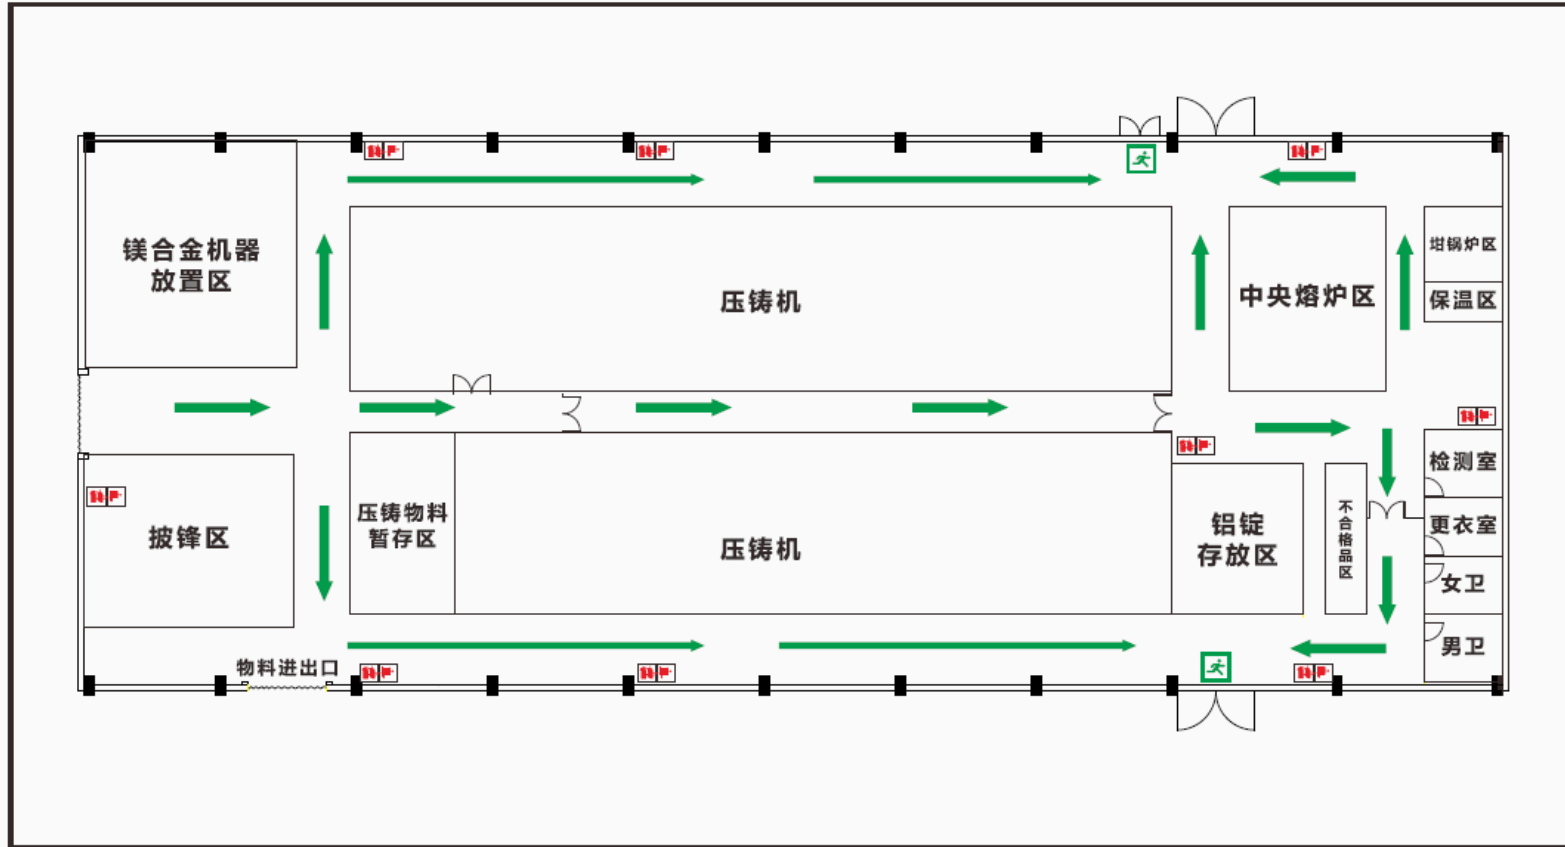 镁合金机器
放置区
压铸机
中央熔炉区
坩锅炉区
保温区
披锋区
压铸物料
暂存区
压铸机
铝锭
存放区
不合格品区
检测室
更衣室
女卫
男卫
物料进出口